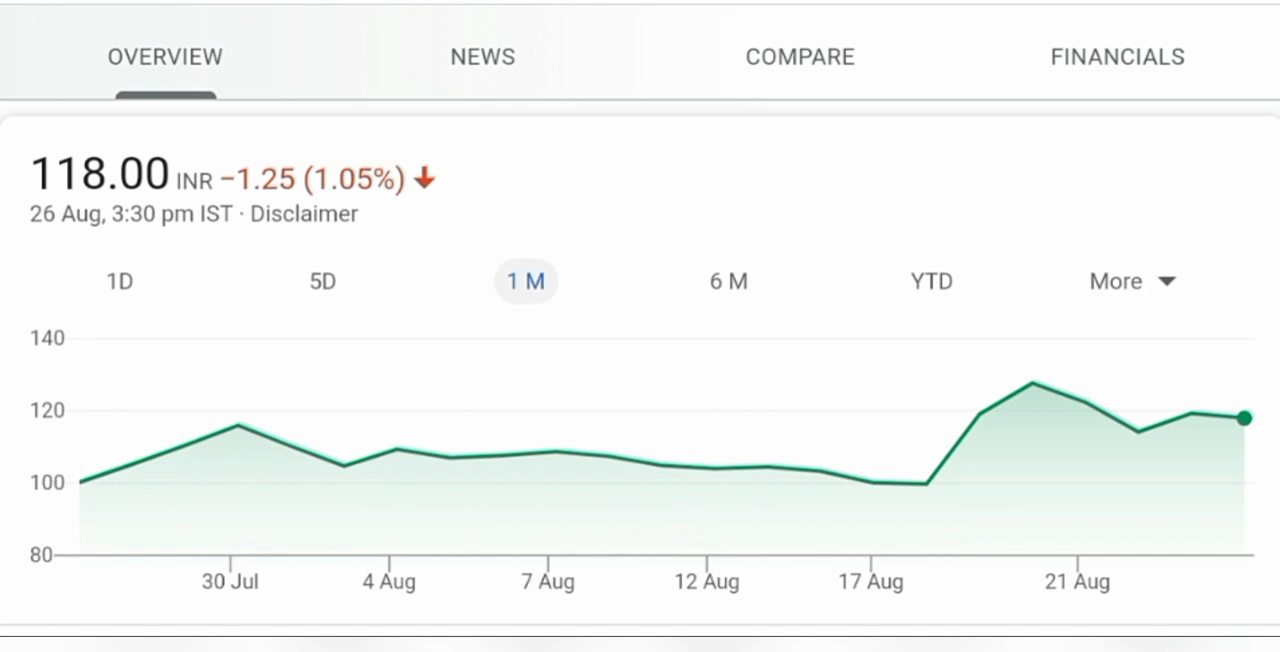 OVERVIEW NEWS COMPARE FINANCIALS
118.00 INR −1.25 (1.05%)
26 Aug, 3:30 pm IST · Disclaimer
1D 5D 1 M 6 M YTD More
140
120
100
80
30 Jul 4 Aug 7 Aug 12 Aug 17 Aug 21 Aug